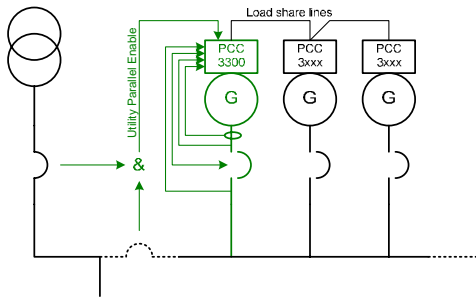 Load share lines
Utility Parallel Enable
PCC
3300
PCC
3xxx
PCC
3xxx
G
G
G
&